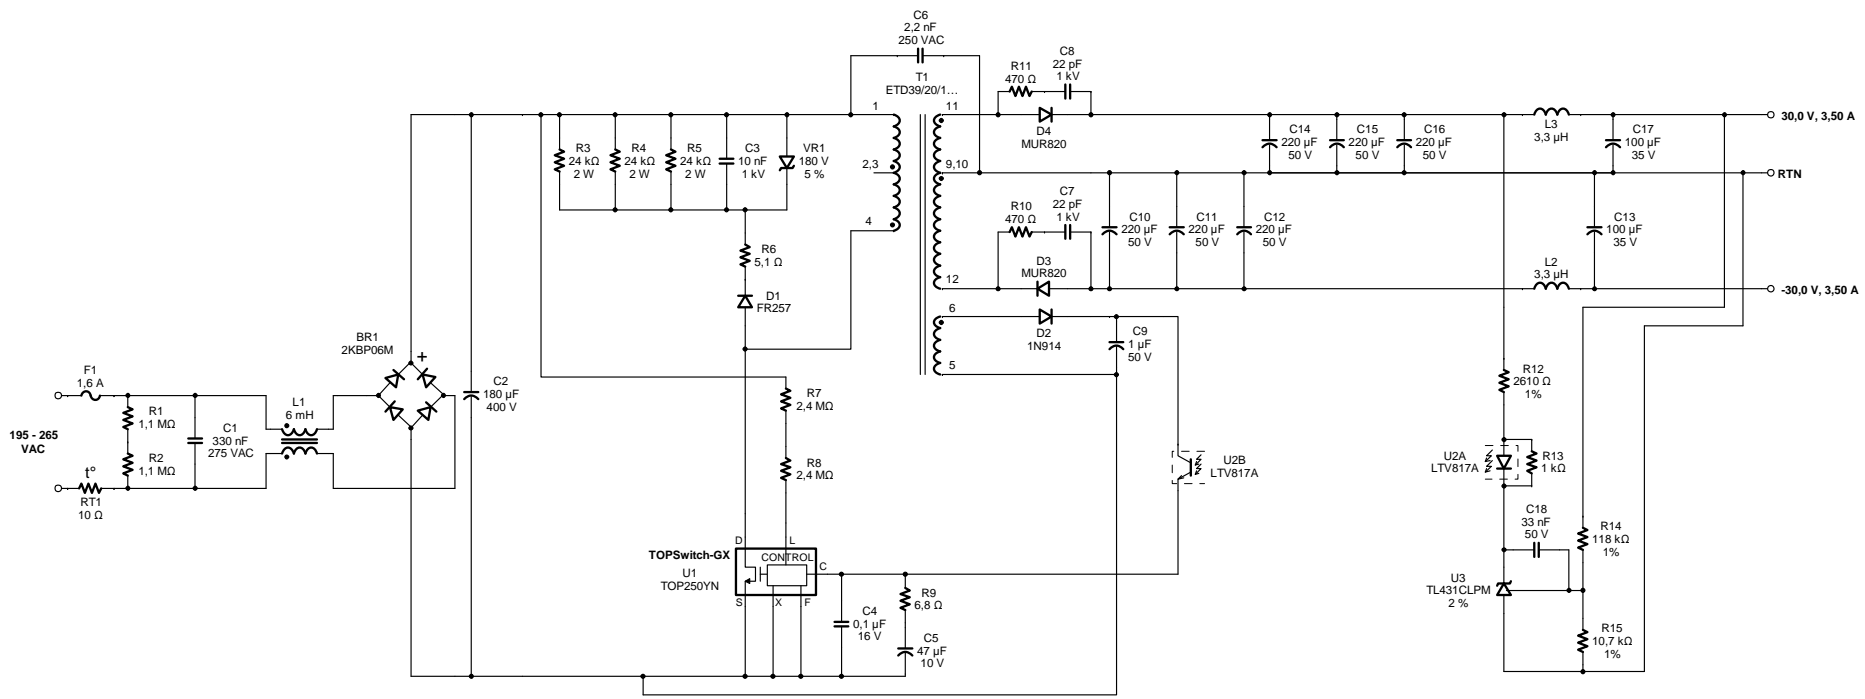 C6
2,2 nF
250 VAC
T1
ETD39/20/1...
1
2,3
4
11
9,10
12
6
5
R11
470 Ω
C8
22 pF
1 kV
D4
MUR820
R3
24 kΩ
2 W
R4
24 kΩ
2 W
R5
24 kΩ
2 W
C3
10 nF
1 kV
VR1
180 V
5 %
C14
220 µF
50 V
C15
220 µF
50 V
C16
220 µF
50 V
L3
3,3 µH
C17
100 µF
35 V
30,0 V, 3,50 A
RTN
R10
470 Ω
C7
22 pF
1 kV
D3
MUR820
C10
220 µF
50 V
C11
220 µF
50 V
C12
220 µF
50 V
C13
100 µF
35 V
L2
3,3 µH
-30,0 V, 3,50 A
R6
5,1 Ω
D1
FR257
D2
1N914
C9
1 µF
50 V
BR1
2KBP06M
+
F1
1,6 A
195 - 265
VAC
t°
RT1
10 Ω
R1
1,1 MΩ
R2
1,1 MΩ
C1
330 nF
275 VAC
L1
6 mH
C2
180 µF
400 V
R7
2,4 MΩ
R8
2,4 MΩ
U2B
LTV817A
R12
2610 Ω
1%
U2A
LTV817A
R13
1 kΩ
C18
33 nF
50 V
R14
118 kΩ
1%
U3
TL431CLPM
2 %
R15
10,7 kΩ
1%
TOPSwitch-GX
U1
TOP250YN
D
L
CONTROL
C
S
X
F
C4
0,1 µF
16 V
R9
6,8 Ω
C5
47 µF
10 V